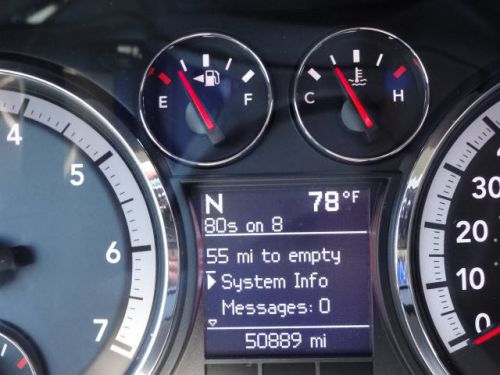 E F
C H
4
5
6
7
N 78°F
80s on 8
55 mi to empty
System Info
Messages: 0
50889 mi
30
20
10
0
0